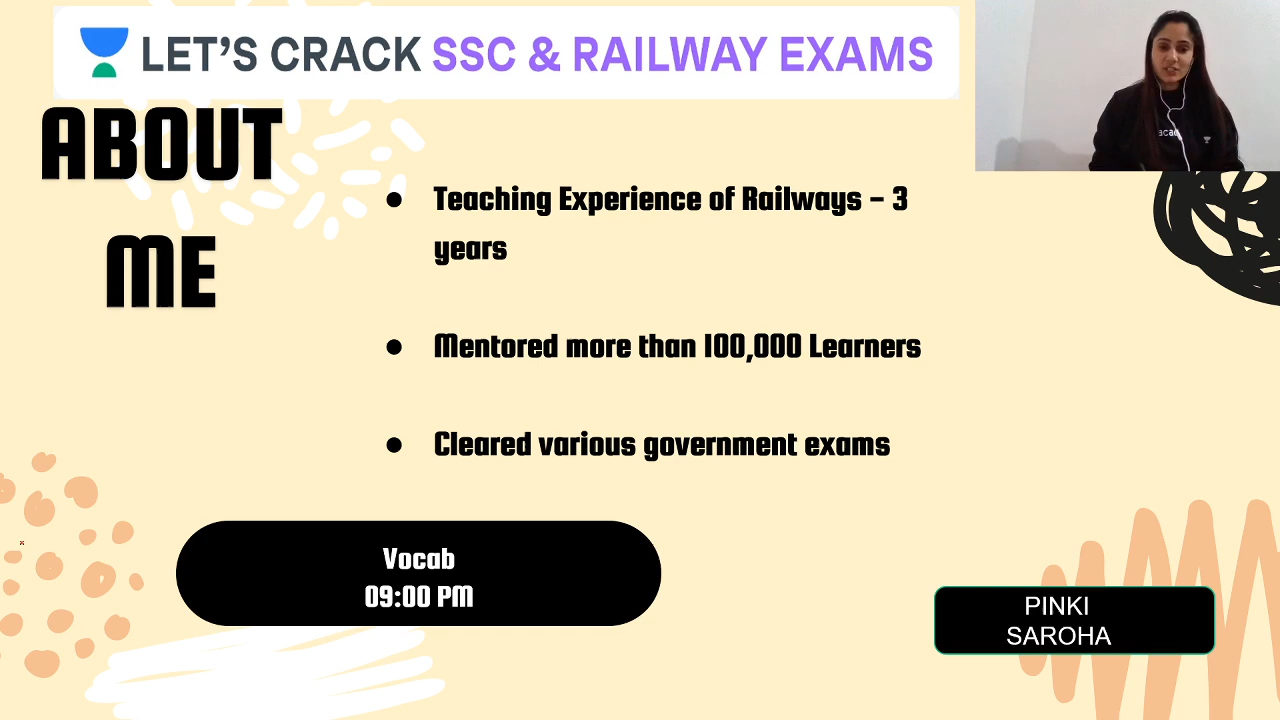 LET'S CRACK SSC & RAILWAY EXAMS
ABOUT
ME
● Teaching Experience of Railways – 3
years
● Mentored more than 100,000 Learners
● Cleared various government exams
Vocab
09:00 PM
PINKI
SAROHA